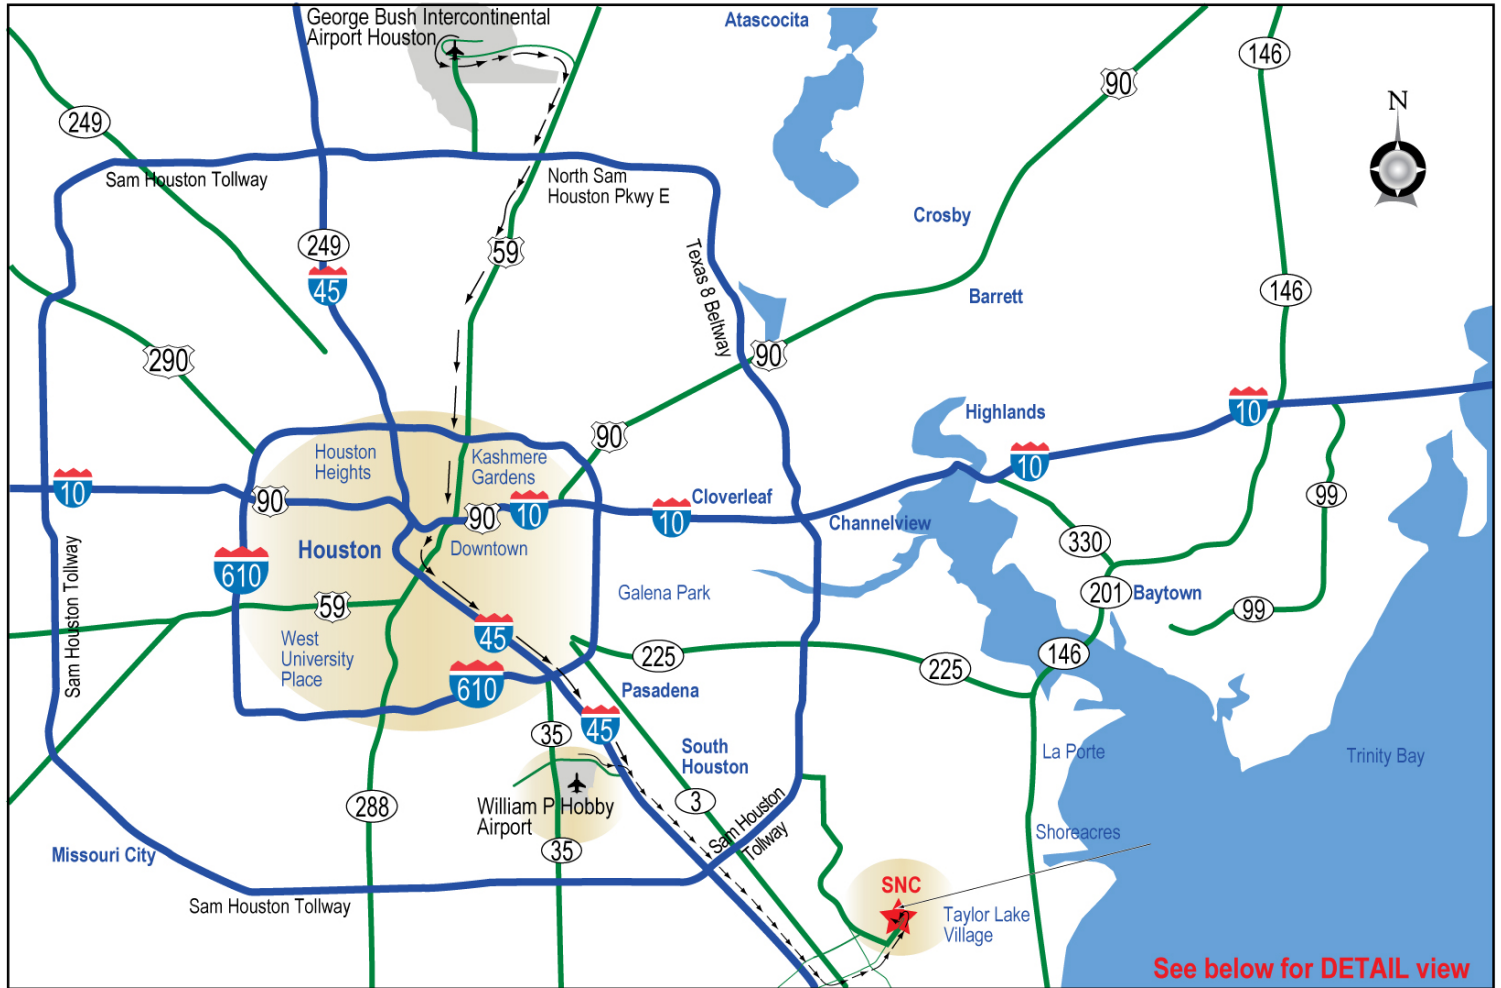 George Bush Intercontinental
Airport Houston
Atascocita
146
90
N
249
Sam Houston Tollway
North Sam
Houston Pkwy E
Crosby
249
59
45
Texas 8 Beltway
Barrett
146
290
90
10
Highlands
90
Houston
Heights
Kashmere
Gardens
10
10
90
90
10
10
Cloverleaf
99
Channelview
330
Houston
Downtown
610
Sam Houston Tollway
59
Galena Park
201
Baytown
99
45
West
University
Place
225
225
146
610
Pasadena
35
45
South
Houston
La Porte
Trinity Bay
288
William P Hobby
Airport
3
Sam Houston
Tollway
Shoreacres
35
Missouri City
SNC
Sam Houston Tollway
Taylor Lake
Village
See below for DETAIL view